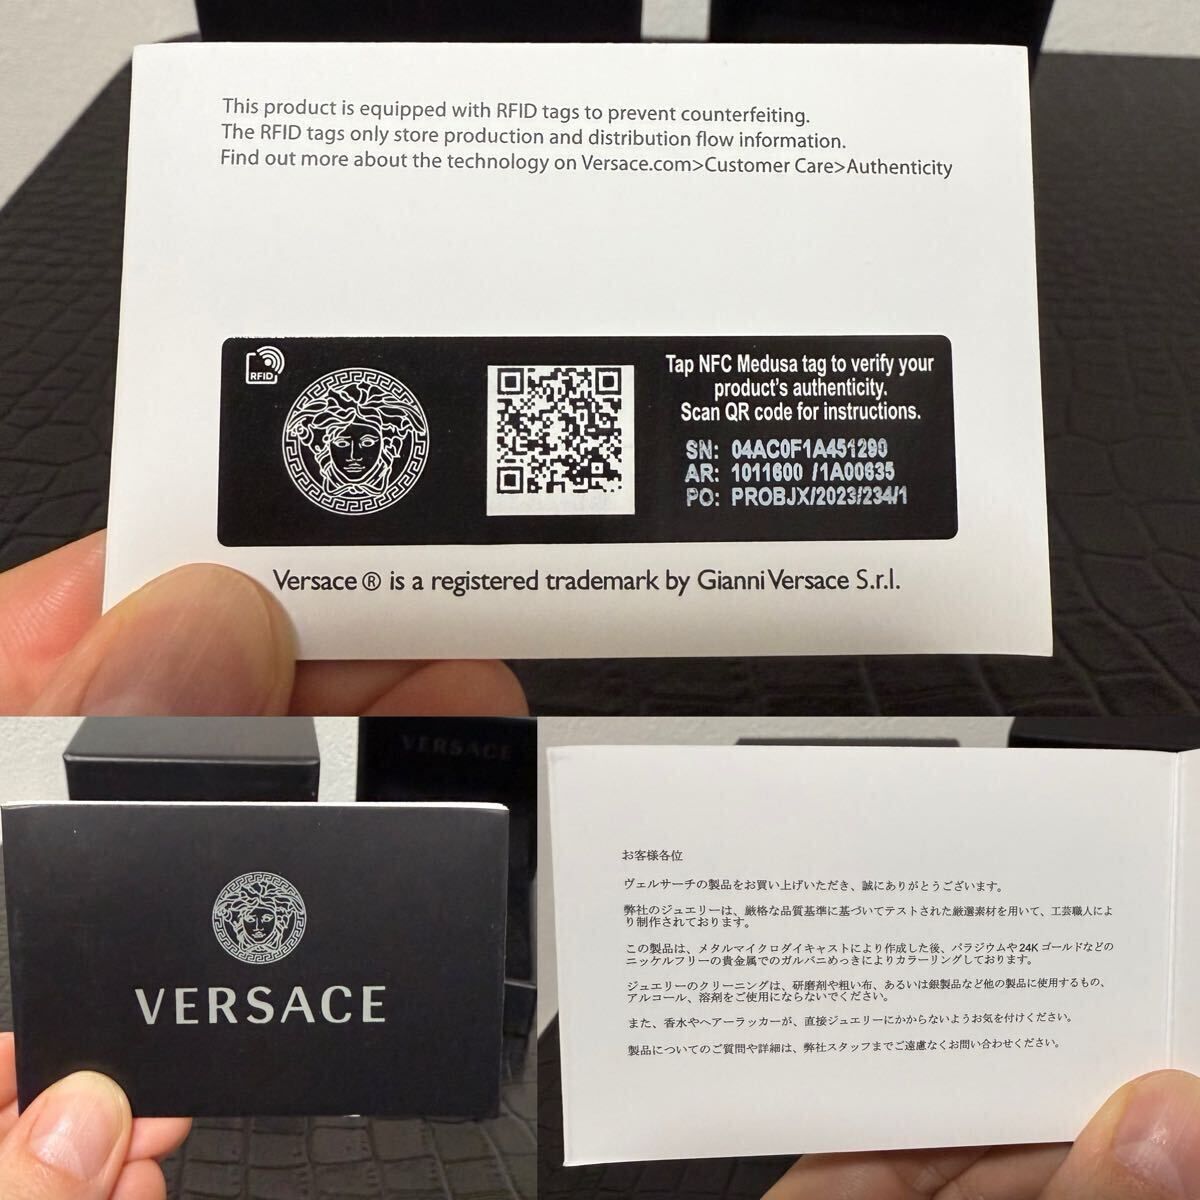 This product is equipped with RFID tags to prevent counterfeiting.
The RFID tags only store production and distribution flow information.
Find out more about the technology on Versace.com>Customer Care>Authenticity
RFID
Tap NFC Medusa tag to verify your
product's authenticity.
Scan QR code for instructions.
SN: 04AC0F1A451290
AR: 1011600 /1A00635
PO: PROBJX/2023/234/1
Versace ® is a registered trademark by Gianni Versace S.r.l.
VERSACE
VERSACE
お客様各位
ヴェルサーチの製品をお買い上げいただき、誠にありがとうございます。
弊社のジュエリーは、厳格な品質基準に基づいてテストされた厳選素材を用いて、工芸職人によ
り制作されております。
この製品は、メタルマイクロダイキャストにより作成した後、パラジウムや24K ゴールドなどの
ニッケルフリーの貴金属でのガルバニめっきによりカラーリングしております。
ジュエリーのクリーニングは、研磨剤や粗い布、あるいは銀製品など他の製品に使用するもの、
アルコール、溶剤をご使用にならないでください。
また、香水やヘアーラッカーが、直接ジュエリーにかからないようお気を付けください。
製品についてのご質問や詳細は、弊社スタッフまでご遠慮なくお問い合わせください。